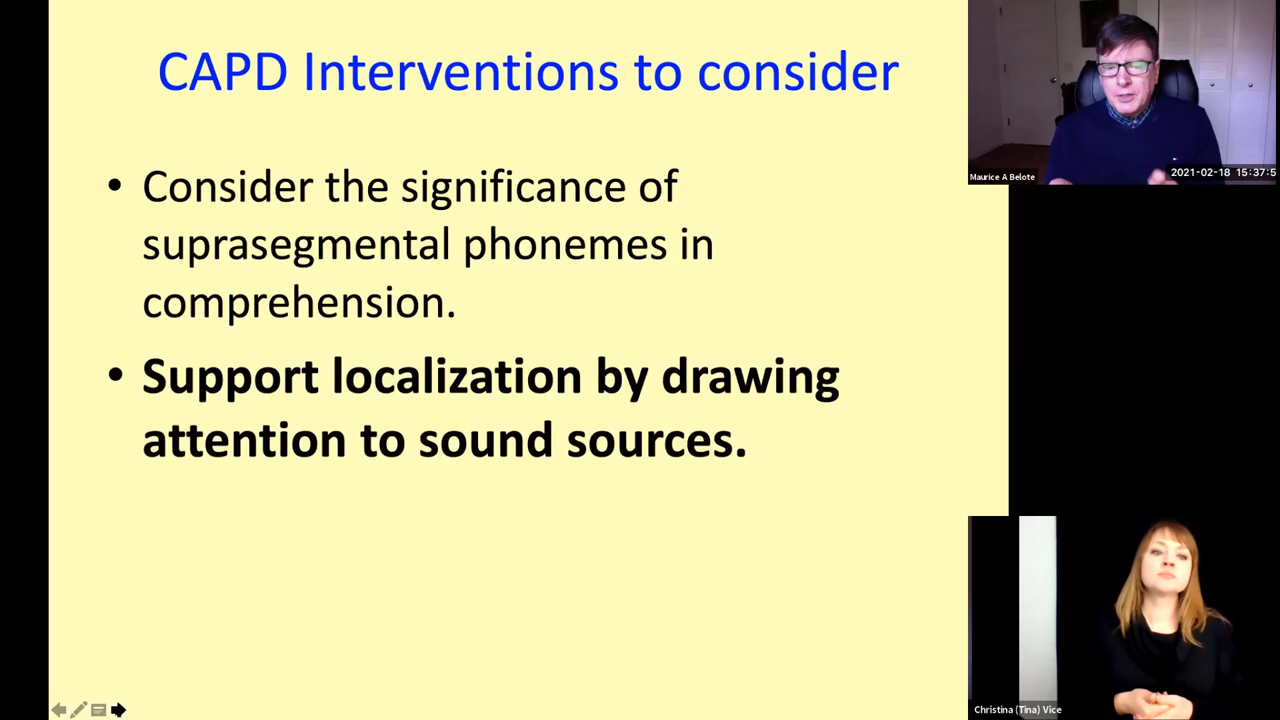 CAPD Interventions to consider
• Consider the significance of
suprasegmental phonemes in
comprehension.
• Support localization by drawing
attention to sound sources.
Maurice A Belote
2021-02-18 15:37:5
Christina (Tina) Vice